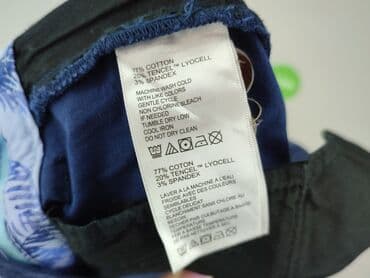 77% COTTON
20% TENCEL™ LYOCELL
3% SPANDEX
MACHINE WASH COLD
WITH LIKE COLORS
GENTLE CYCLE
NON CHLORINE BLEACH
IF NEEDED
TUMBLE DRY LOW
COOL IRON
DO NOT DRY CLEAN
77% COTON
20% TENCEL™ LYOCELL
3% SPANDEX
LAVER A LA MACHINE A L'EAU
FROIDE AVEC DES COULEURS
SEMBLABLES
CYCLE DELICAT